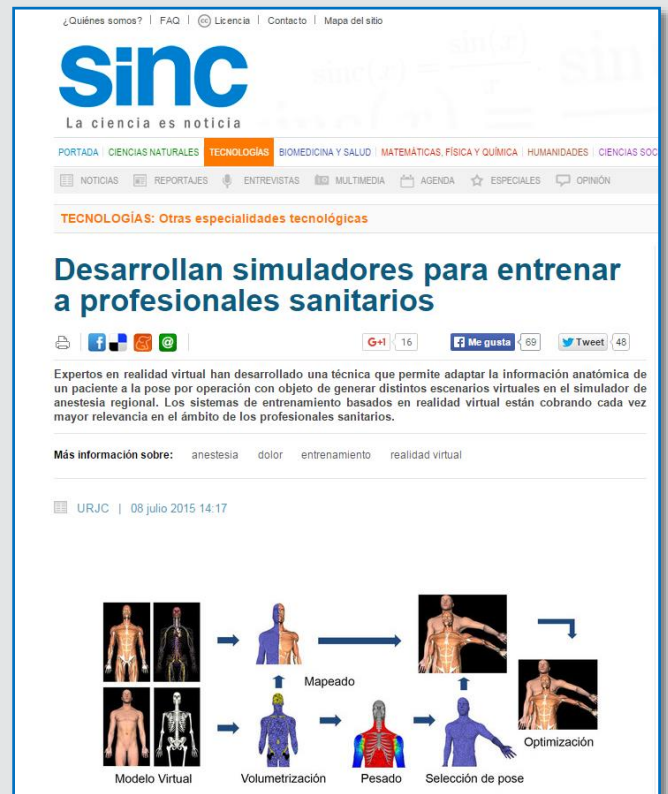 ¿Quiénes somos? | FAQ | cc Licencia | Contacto | Mapa del sitio
sinc
La ciencia es noticia
PORTADA | CIENCIAS NATURALES | TECNOLOGÍAS | BIOMEDICINA Y SALUD | MATEMÁTICAS, FÍSICA Y QUÍMICA | HUMANIDADES | CIENCIAS SOC
NOTICIAS REPORTAJES ENTREVISTAS MULTIMEDIA AGENDA ESPECIALES OPINIÓN
TECNOLOGÍAS: Otras especialidades tecnológicas
Desarrollan simuladores para entrenar
a profesionales sanitarios
G+1 16 Me gusta 69 Tweet 48
Expertos en realidad virtual han desarrollado una técnica que permite adaptar la información anatómica de
un paciente a la pose por operación con objeto de generar distintos escenarios virtuales en el simulador de
anestesia regional. Los sistemas de entrenamiento basados en realidad virtual están cobrando cada vez
mayor relevancia en el ámbito de los profesionales sanitarios.
Más información sobre: anestesia dolor entrenamiento realidad virtual
URJC | 08 julio 2015 14:17
Mapeado
Optimización
Modelo Virtual Volumetrización Pesado Selección de pose